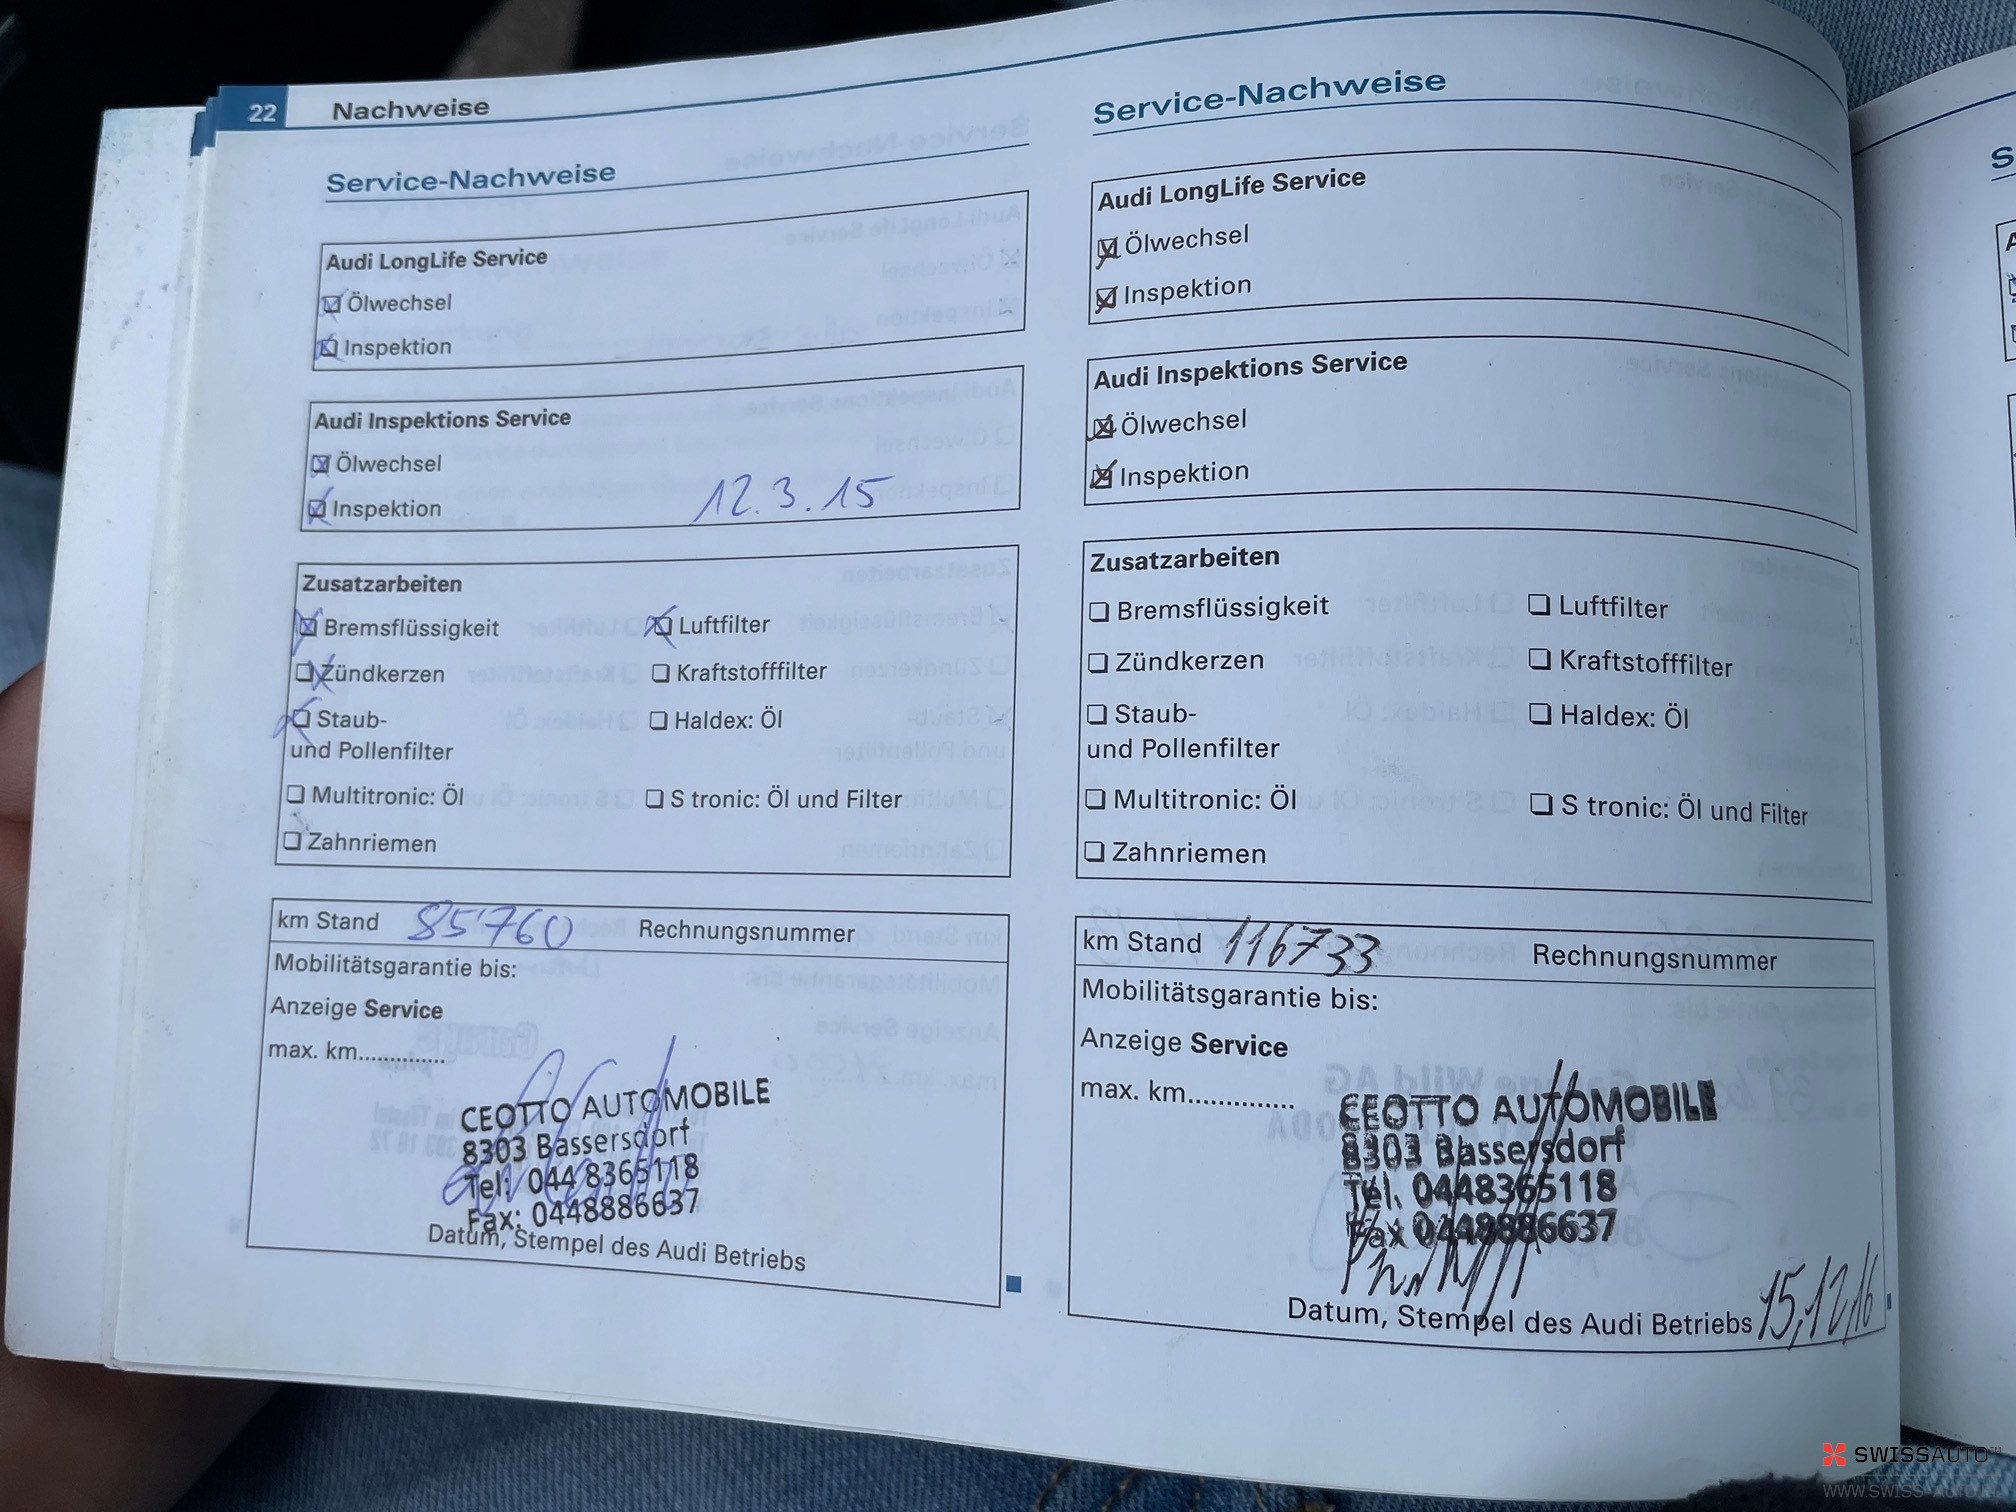 22 Nachweise
Service-Nachweise
Audi LongLife Service
Ölwechsel
Inspektion
Audi Inspektions Service
Ölwechsel
Inspektion
12.3.15
Zusatzarbeiten
Bremsflüssigkeit Luftfilter
Zündkerzen Kraftstofffilter
Staub- Haldex: Öl
und Pollenfilter
Multitronic: Öl S tronic: Öl und Filter
Zahnriemen
km Stand 85'760 Rechnungsnummer
Mobilitätsgarantie bis:
Anzeige Service
max. km..............
CEOTTO AUTOMOBILE
8303 Bassersdorf
Tel: 044 8365118
Fax: 0448886637
Datum, Stempel des Audi Betriebs
Service-Nachweise
Audi LongLife Service
Ölwechsel
Inspektion
Audi Inspektions Service
Ölwechsel
Inspektion
Zusatzarbeiten
Bremsflüssigkeit Luftfilter
Zündkerzen Kraftstofffilter
Staub- Haldex: Öl
und Pollenfilter
Multitronic: Öl S tronic: Öl und Filter
Zahnriemen
km Stand 116733 Rechnungsnummer
Mobilitätsgarantie bis:
Anzeige Service
max. km..............
CEOTTO AUTOMOBILE
8303 Bassersdorf
Tel. 0448365118
Fax 0448886637
Datum, Stempel des Audi Betriebs 15,12,16
SWISSAUTO